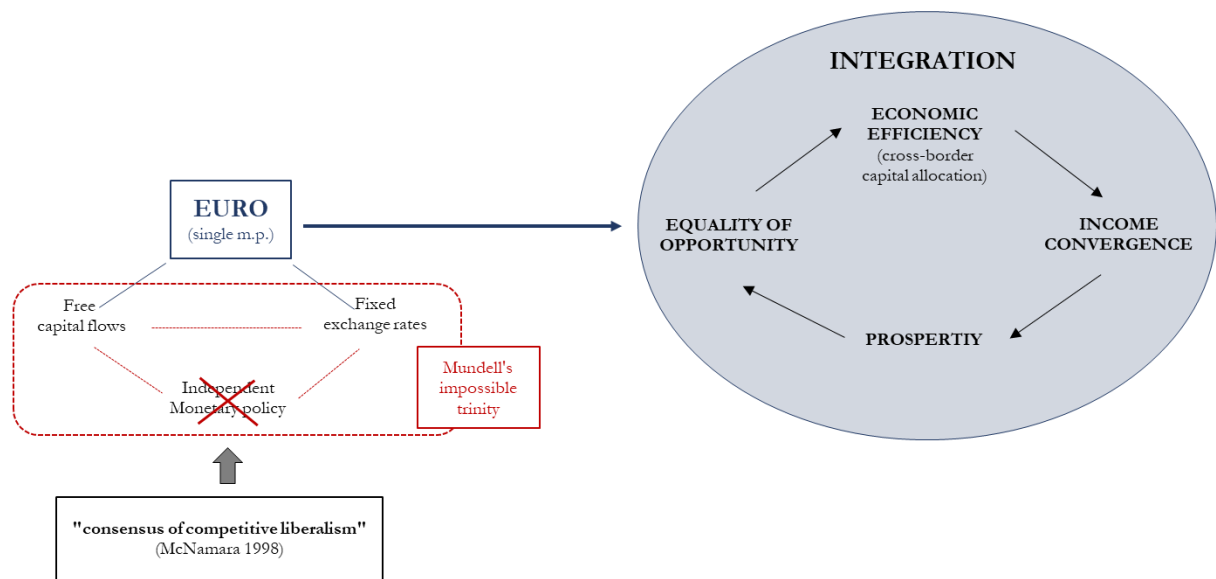 INTEGRATION
ECONOMIC
EFFICIENCY
(cross-border
capital allocation)
EURO
(single m.p.)
EQUALITY OF
OPPORTUNITY
INCOME
CONVERGENCE
Free
capital flows
Fixed
exchange rates
PROSPERTIY
Mundell's
impossible
trinity
Independent
Monetary policy
"consensus of competitive liberalism"
(McNamara 1998)